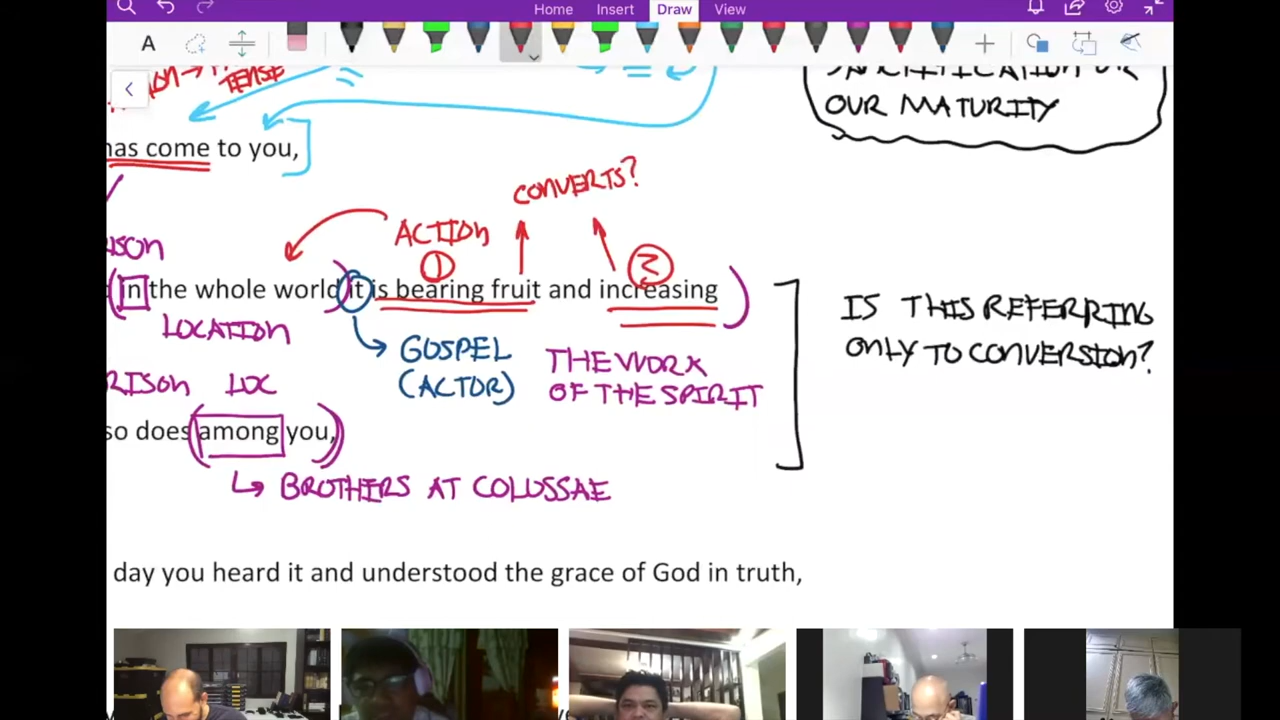 Home Insert Draw View
TENSE
SANCTIFICATION OR
OUR MATURITY
has come to you,
CONVERTS?
ACTION
① ②
in the whole world it is bearing fruit and increasing
LOCATION
GOSPEL
(ACTOR)
THE WORK
OF THE SPIRIT
IS THIS REFERRING
ONLY TO CONVERSION?
LOC
so does among you,
BROTHERS AT COLOSSAE
day you heard it and understood the grace of God in truth,